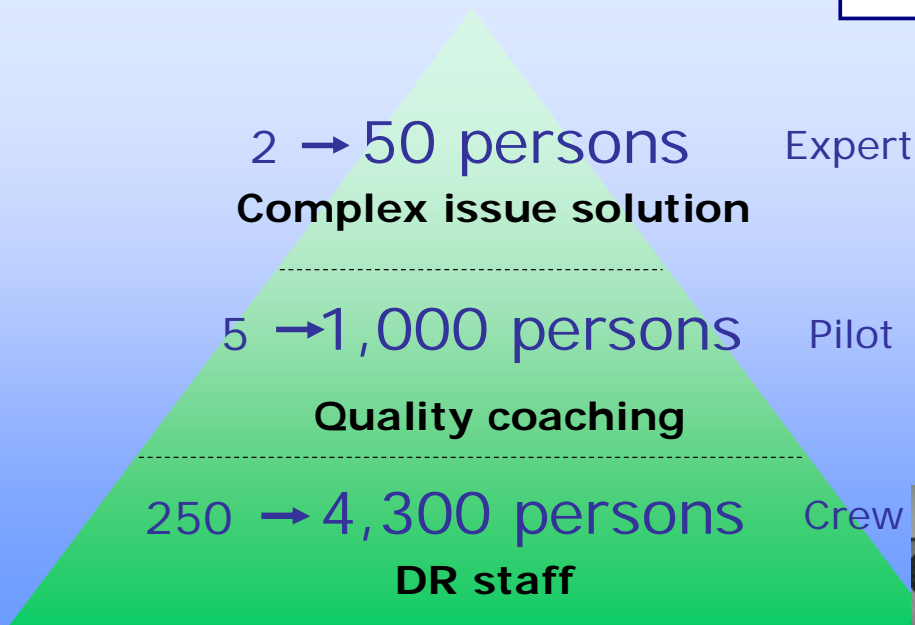 2 → 50 persons Expert
Complex issue solution
5 →1,000 persons Pilot
Quality coaching
250 → 4,300 persons Crew
DR staff